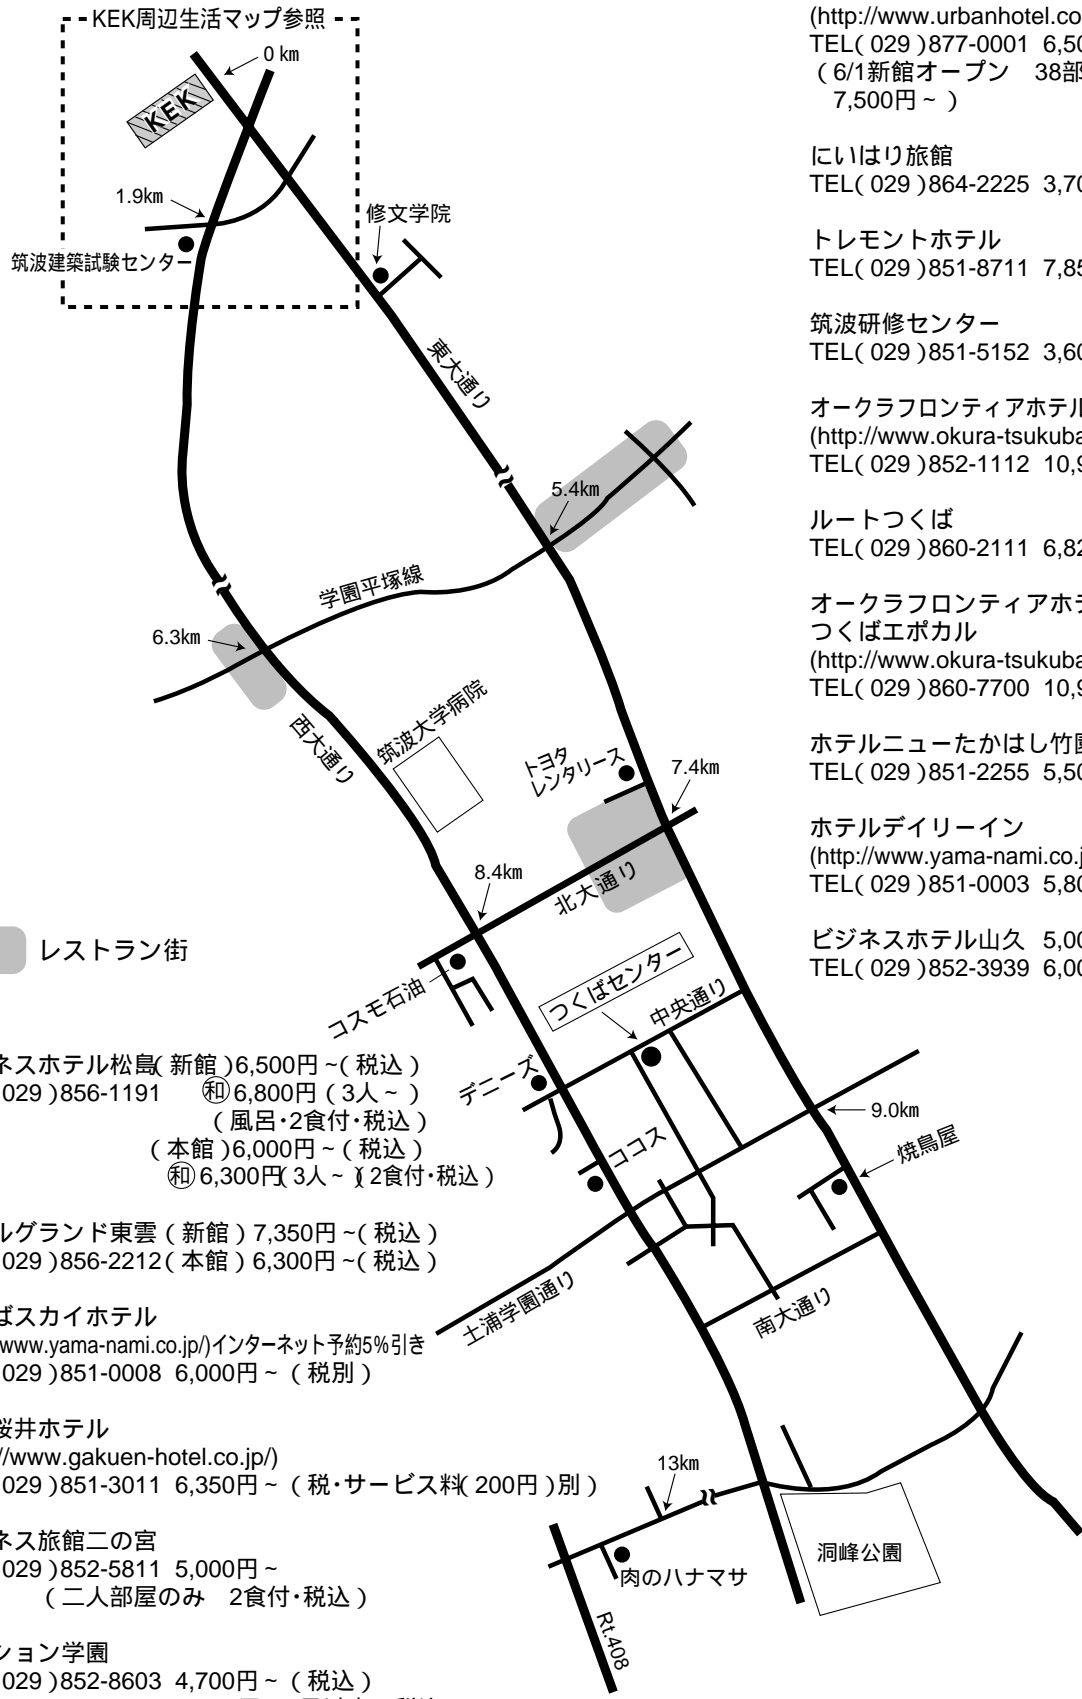 KEK周辺生活マップ参照
0㎞
KEK
1.9㎞
筑波建築試験センター
修文学院
東大通り
5.4㎞
学園平塚線
6.3㎞
西大通り
筑波大学病院
トヨタ
レンタリース
7.4㎞
8.4㎞
北大通り
レストラン街
コスモ石油
つくばセンター
中央通り
デニーズ
9.0㎞
ココス
焼鳥屋
土浦学園通り
南大通り
13㎞
洞峰公園
肉のハナマサ
Rt.408
(http://www.urbanhotel.co
TEL(029)877-0001 6,50
(6/1新館オープン 38部
7,500円~)
にいはり旅館
TEL(029)864-2225 3,70
トレモントホテル
TEL(029)851-8711 7,85
筑波研修センター
TEL(029)851-5152 3,60
オークラフロンティアホテル
(http://www.okura-tsukuba
TEL(029)852-1112 10,9
ルートつくば
TEL(029)860-2111 6,82
オークラフロンティアホテ
つくばエポカル
(http://www.okura-tsukuba
TEL(029)860-7700 10,9
ホテルニューたかはし竹園
TEL(029)851-2255 5,50
ホテルデイリーイン
(http://www.yama-nami.co.j
TEL(029)851-0003 5,80
ビジネスホテル山久 5,00
TEL(029)852-3939 6,00
ネスホテル松島(新館)6,500円~(税込)
029)856-1191 ㊿和6,800円(3人~)
(風呂・2食付・税込)
(本館)6,000円~(税込)
和6,300円(3人~)(2食付・税込)
ルグランド東雲(新館)7,350円~(税込)
029)856-2212(本館)6,300円~(税込)
ばスカイホテル
www.yama-nami.co.jp/)インターネット予約5%引き
029)851-0008 6,000円~(税別)
桜井ホテル
//www.gakuen-hotel.co.jp/)
029)851-3011 6,350円~(税・サービス料(200円)別)
ネス旅館二の宮
029)852-5811 5,000円~
(二人部屋のみ 2食付・税込)
ション学園
029)852-8603 4,700円~(税込)